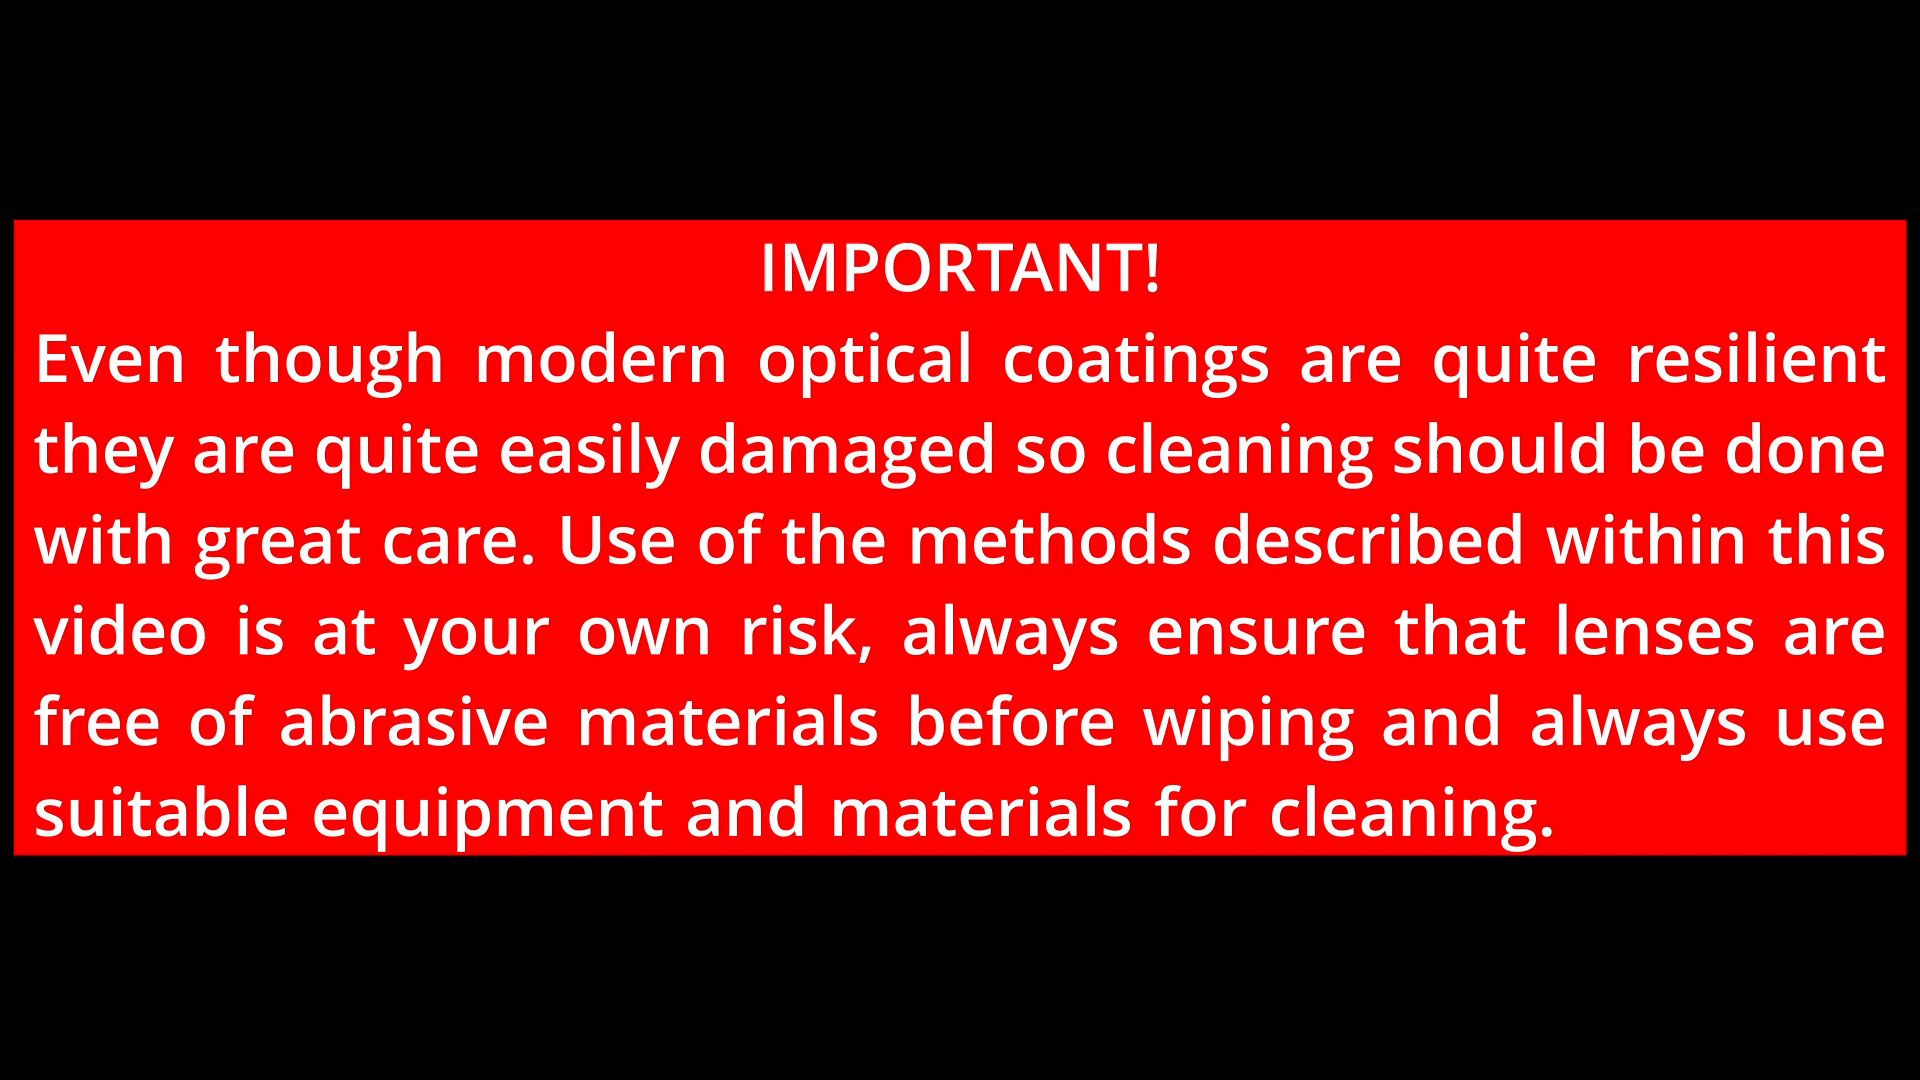 IMPORTANT!
Even though modern optical coatings are quite resilient
they are quite easily damaged so cleaning should be done
with great care. Use of the methods described within this
video is at your own risk, always ensure that lenses are
free of abrasive materials before wiping and always use
suitable equipment and materials for cleaning.